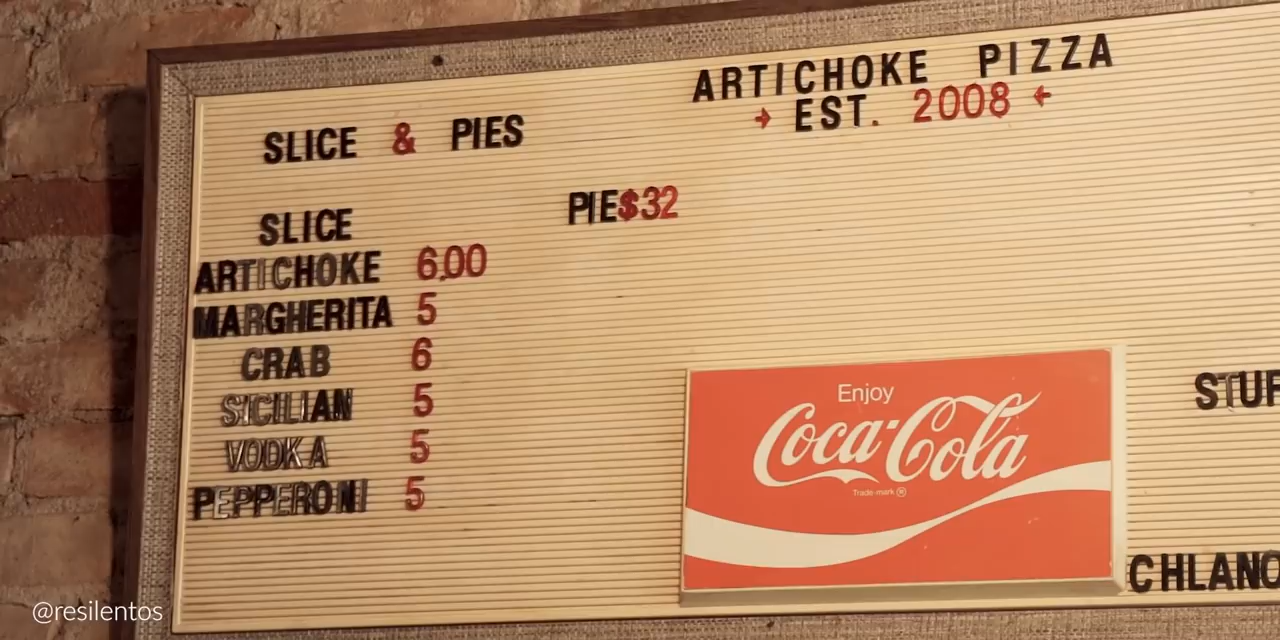 ARTICHOKE PIZZA
→ EST. 2008 ←
SLICE & PIES
PIE$32
SLICE
ARTICHOKE 6.00
MARGHERITA 5
CRAB 6
SICILIAN 5
VODKA 5
PEPPERONI 5
Enjoy
Coca-Cola
Trade-mark ®
STUF
CHLANO
@resilentos